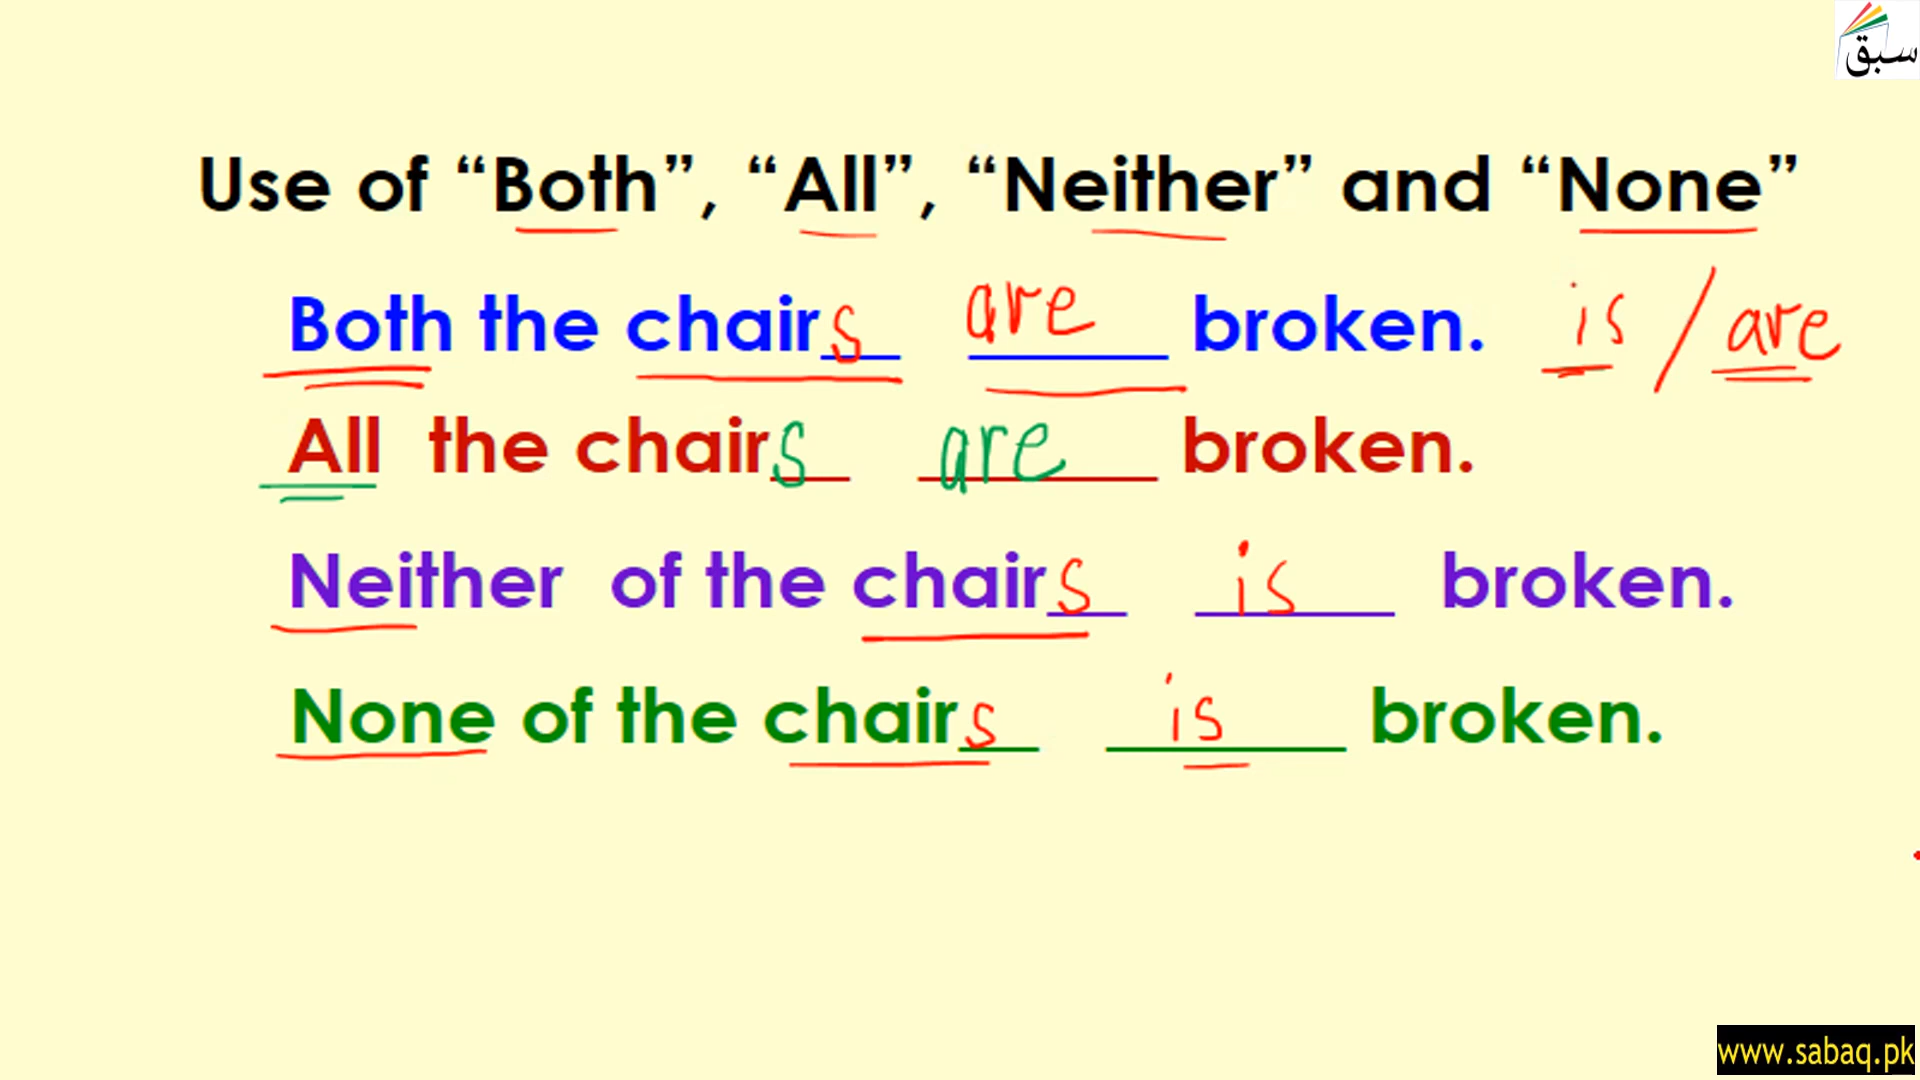 سبق
Use of “Both”, “All”, “Neither” and “None”
Both the chairs are broken. is / are
All the chairs are broken.
Neither of the chairs is broken.
None of the chairs is broken.
www.sabaq.pk